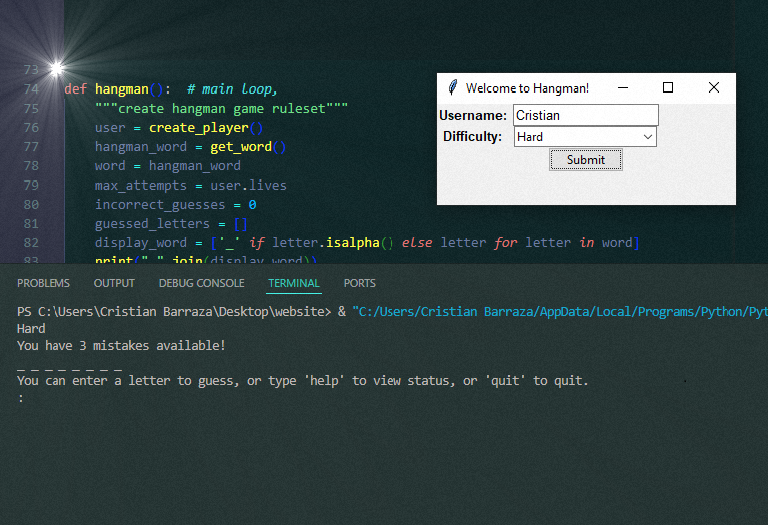 73
74 def hangman(): # main loop,
75 """create hangman game ruleset"""
76 user = create_player()
77 hangman_word = get_word()
78 word = hangman_word
79 max_attempts = user.lives
80 incorrect_guesses = 0
81 guessed_letters = []
82 display_word = ['_' if letter.isalpha() else letter for letter in word]
83 print(" ".join(display_word))
Welcome to Hangman!
Username: Cristian
Difficulty: Hard
Submit
PROBLEMS OUTPUT DEBUG CONSOLE TERMINAL PORTS
PS C:\Users\Cristian Barraza\Desktop\website> & "C:/Users/Cristian Barraza/AppData/Local/Programs/Python/Pyt
Hard
You have 3 mistakes available!
_ _ _ _ _ _ _ _
You can enter a letter to guess, or type 'help' to view status, or 'quit' to quit.
: